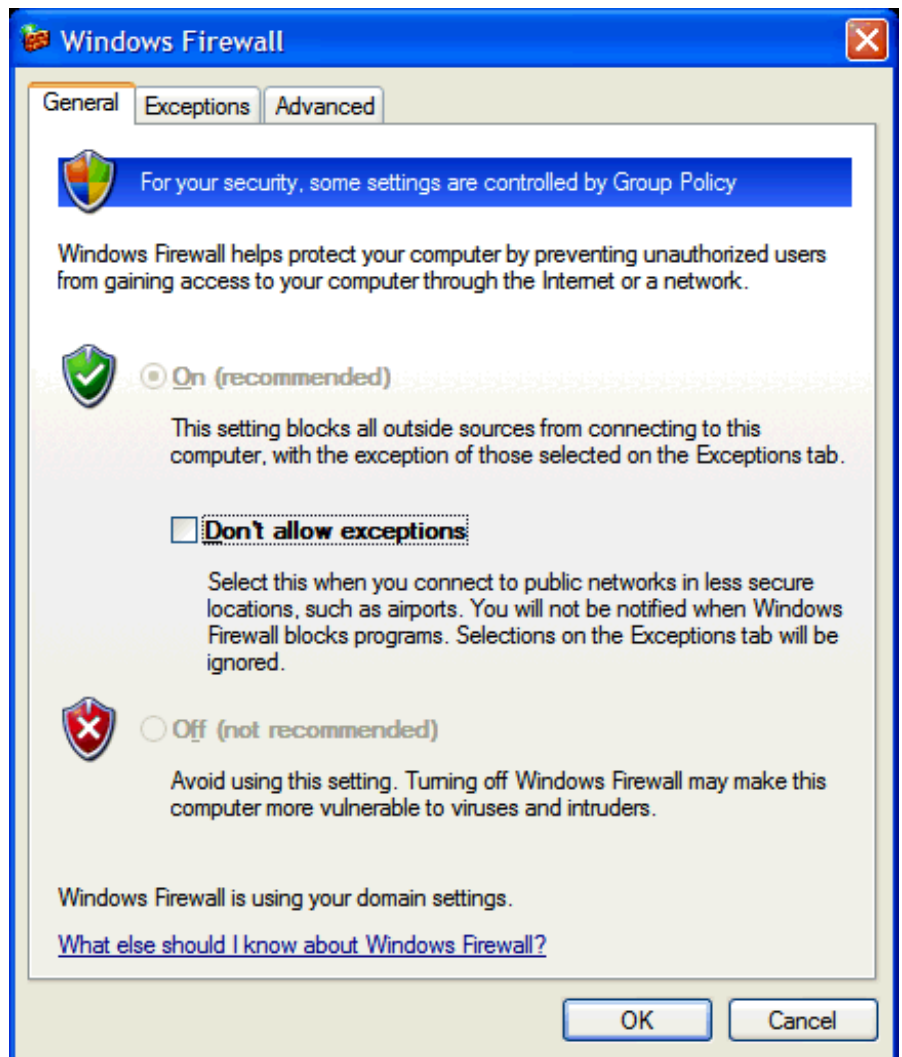 Windows Firewall
General Exceptions Advanced
For your security, some settings are controlled by Group Policy
Windows Firewall helps protect your computer by preventing unauthorized users
from gaining access to your computer through the Internet or a network.
On (recommended)
This setting blocks all outside sources from connecting to this
computer, with the exception of those selected on the Exceptions tab.
Don't allow exceptions
Select this when you connect to public networks in less secure
locations, such as airports. You will not be notified when Windows
Firewall blocks programs. Selections on the Exceptions tab will be
ignored.
Off (not recommended)
Avoid using this setting. Turning off Windows Firewall may make this
computer more vulnerable to viruses and intruders.
Windows Firewall is using your domain settings.
What else should I know about Windows Firewall?
OK Cancel